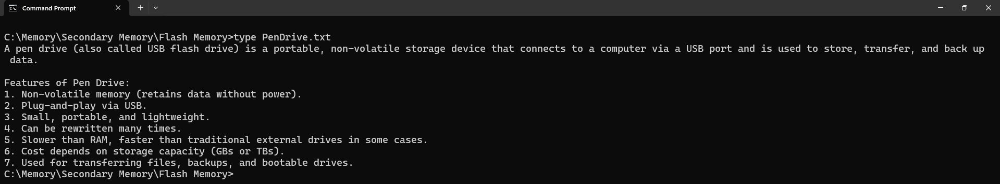 Command Prompt
C:\Memory\Secondary Memory\Flash Memory>type PenDrive.txt
A pen drive (also called USB flash drive) is a portable, non-volatile storage device that connects to a computer via a USB port and is used to store, transfer, and back up
 data.
Features of Pen Drive:
1. Non-volatile memory (retains data without power).
2. Plug-and-play via USB.
3. Small, portable, and lightweight.
4. Can be rewritten many times.
5. Slower than RAM, faster than traditional external drives in some cases.
6. Cost depends on storage capacity (GBs or TBs).
7. Used for transferring files, backups, and bootable drives.
C:\Memory\Secondary Memory\Flash Memory>